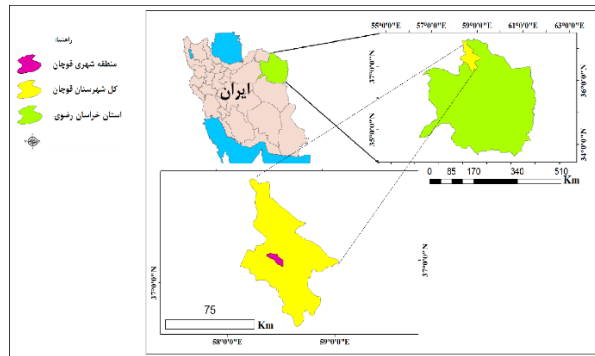 راهنما:
منطقه شهری قوچان
کل شهرستان قوچان
استان خراسان رضوی
ایران
55°0'0"E 57°0'0"E 59°0'0"E 61°0'0"E 63°0'0"E
37°0'0"N
35°0'0"N
36°0'0"N
34°0'0"N
0 85 170 340 510
Km
37°0'0"N
37°0'0"N
75
Km
58°0'0"E 59°0'0"E